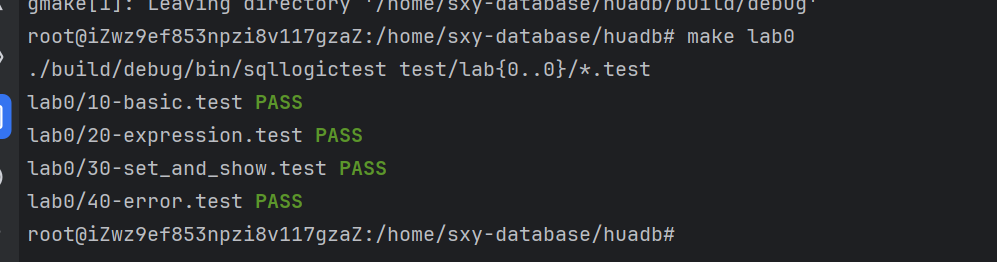 gmake[1]: Leaving directory '/home/sxy-database/huadb/build/debug'
root@iZwz9ef853npzi8v117gzaZ:/home/sxy-database/huadb# make lab0
./build/debug/bin/sqllogictest test/lab{0..0}/*.test
lab0/10-basic.test PASS
lab0/20-expression.test PASS
lab0/30-set_and_show.test PASS
lab0/40-error.test PASS
root@iZwz9ef853npzi8v117gzaZ:/home/sxy-database/huadb#